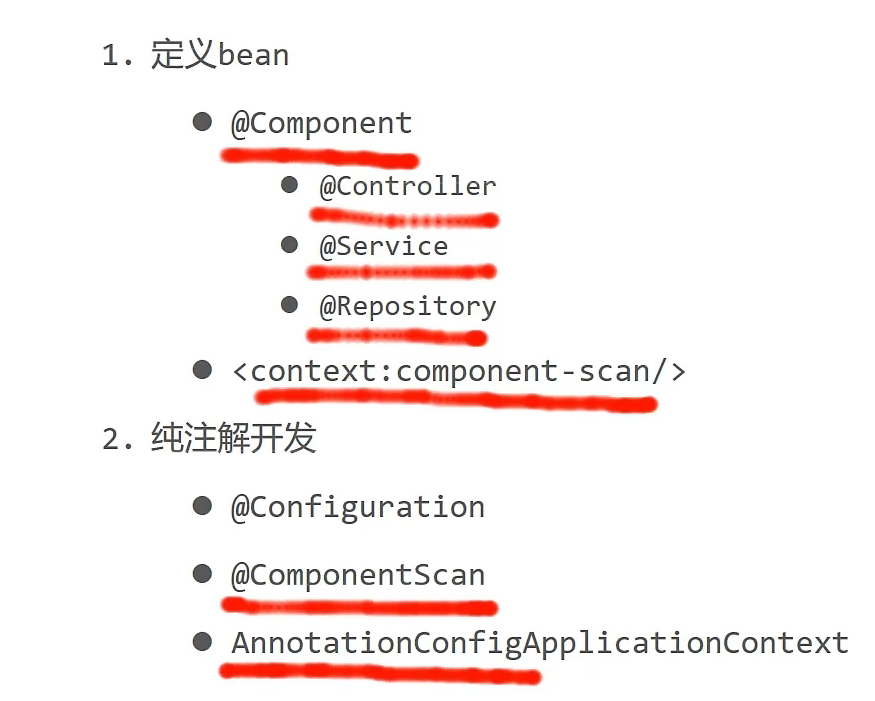 1. 定义bean
● @Component
● @Controller
● @Service
● @Repository
● <context:component-scan/>
2. 纯注解开发
● @Configuration
● @ComponentScan
● AnnotationConfigApplicationContext